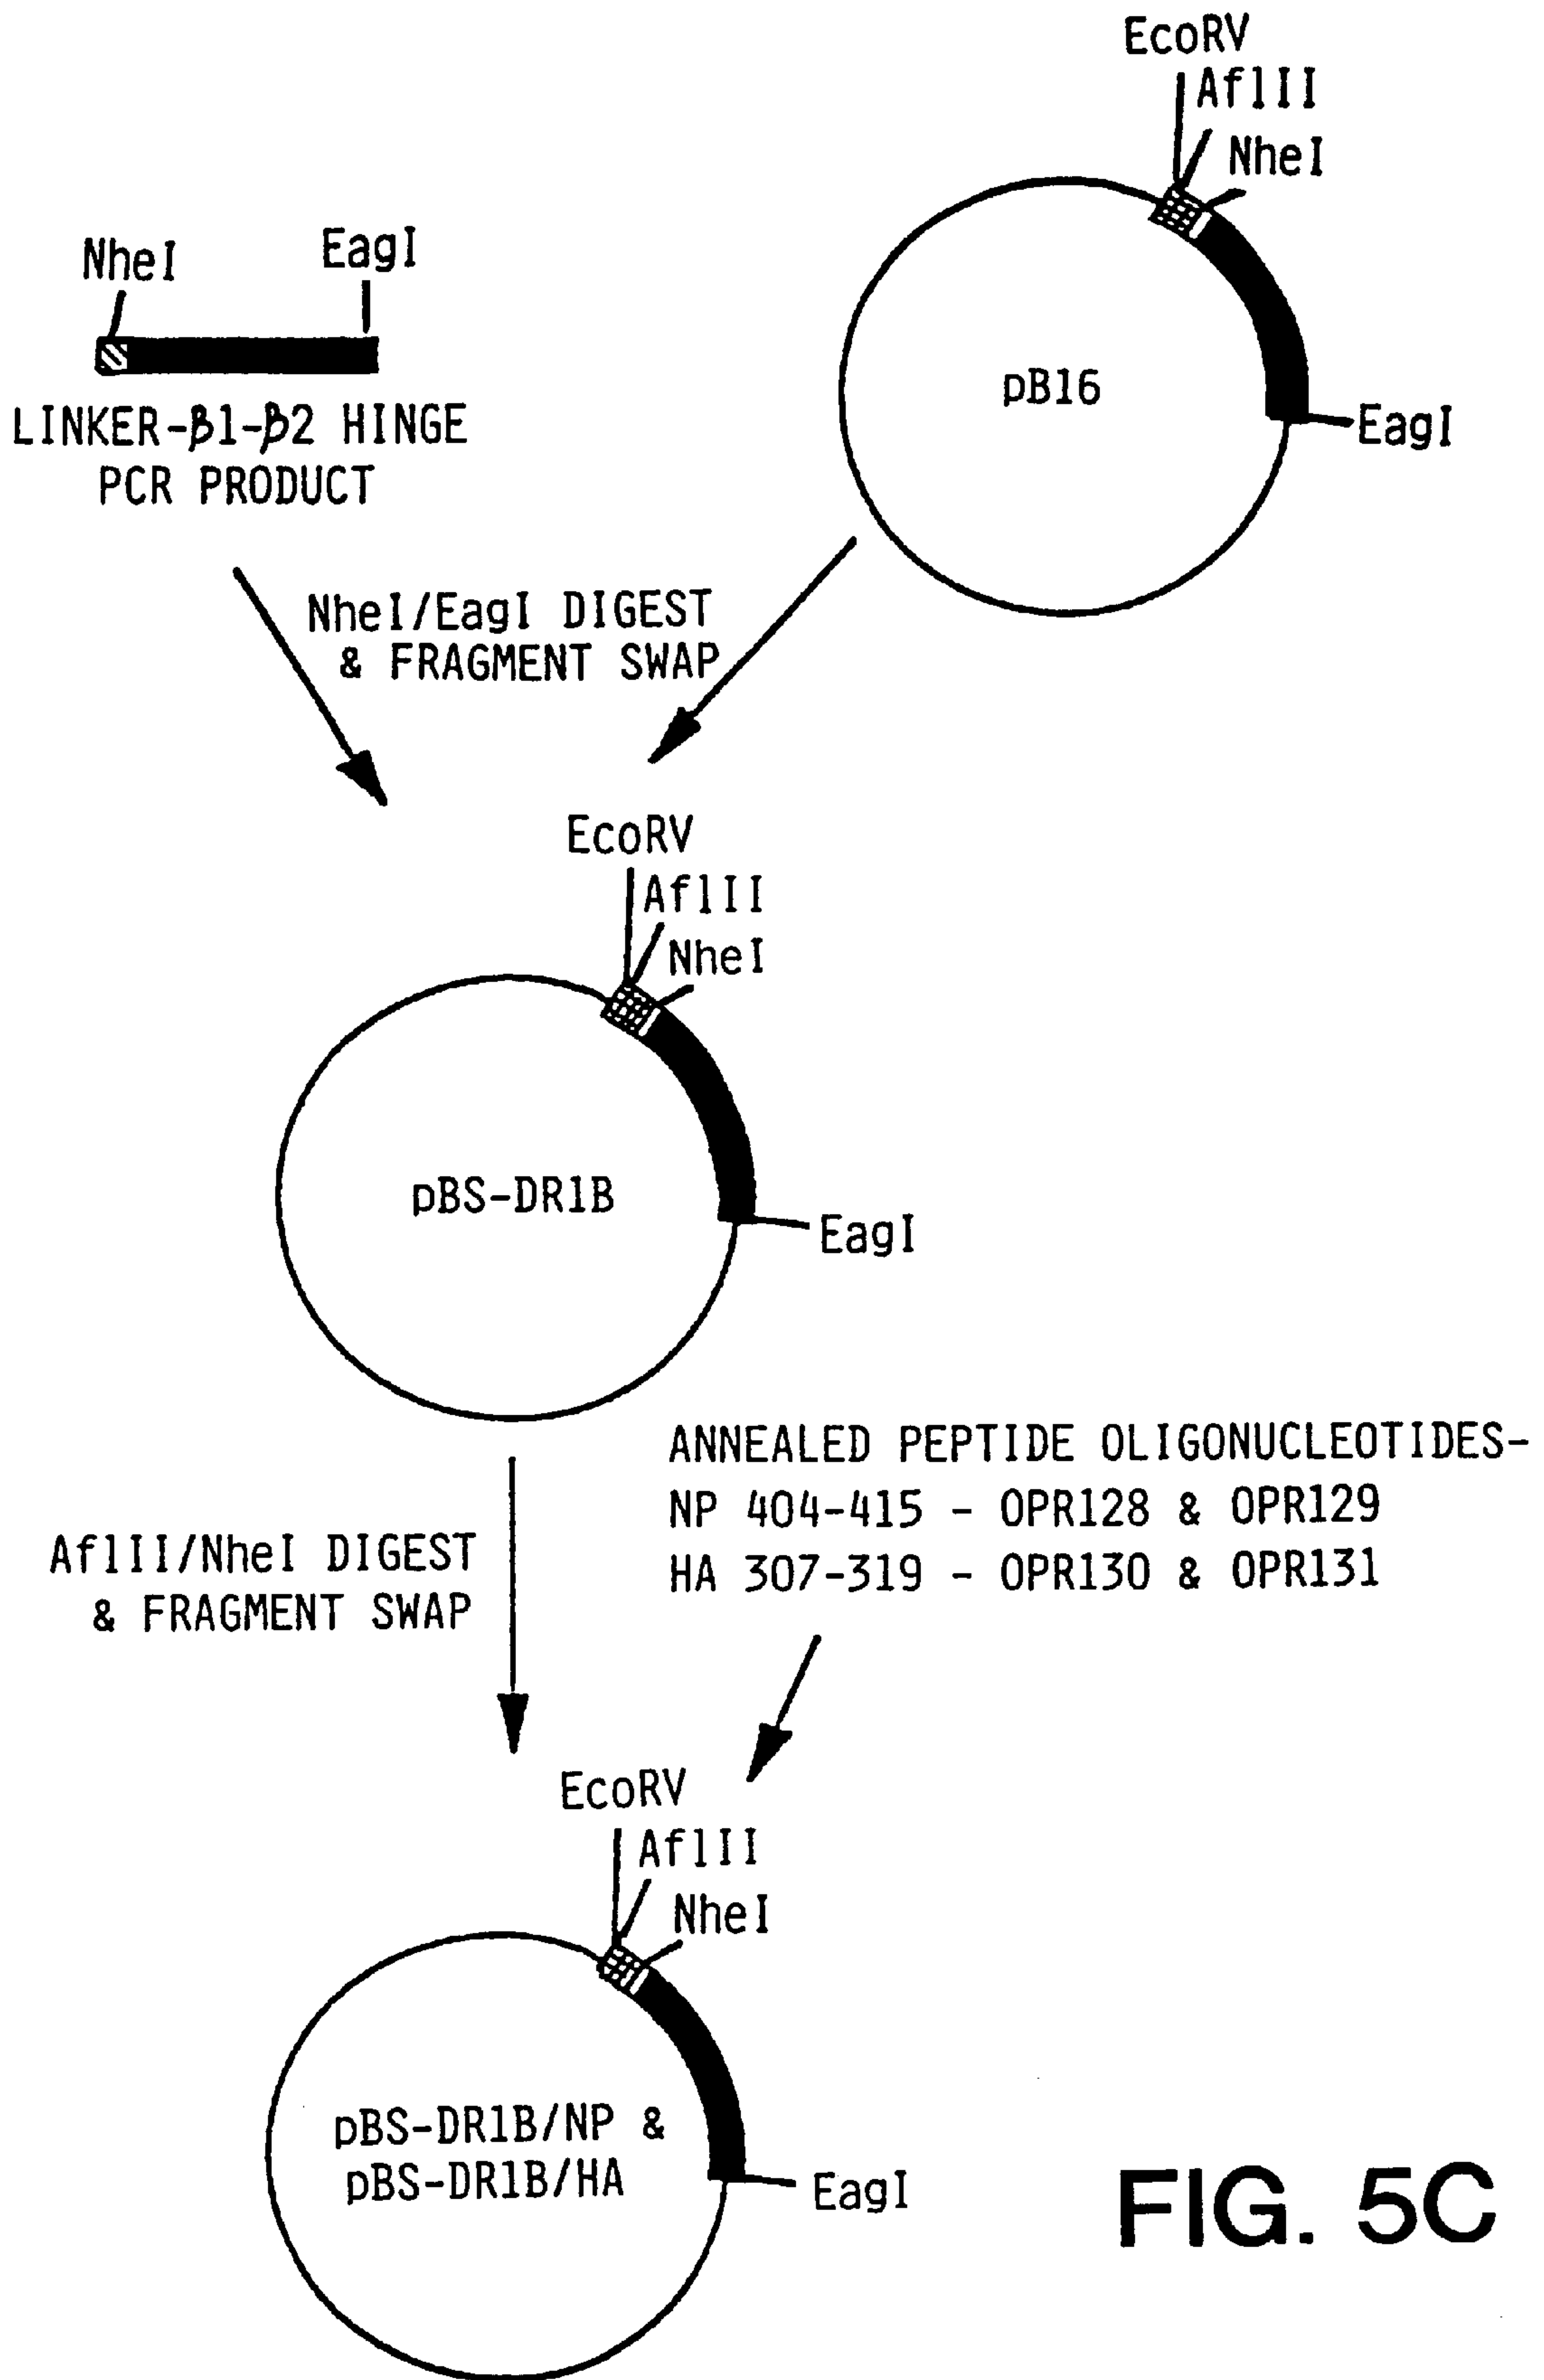 EcoRV
AflII
NheI
NheI
EagI
pB16
EagI
LINKER-β1-β2 HINGE
PCR PRODUCT
NheI/EagI DIGEST
& FRAGMENT SWAP
EcoRV
AflII
NheI
pBS-DR1B
EagI
ANNEALED PEPTIDE OLIGONUCLEOTIDES-
NP 404-415 - OPR128 & OPR129
HA 307-319 - OPR130 & OPR131
AflII/NheI DIGEST
& FRAGMENT SWAP
EcoRV
AflII
NheI
pBS-DR1B/NP &
pBS-DR1B/HA
EagI
FIG. 5C